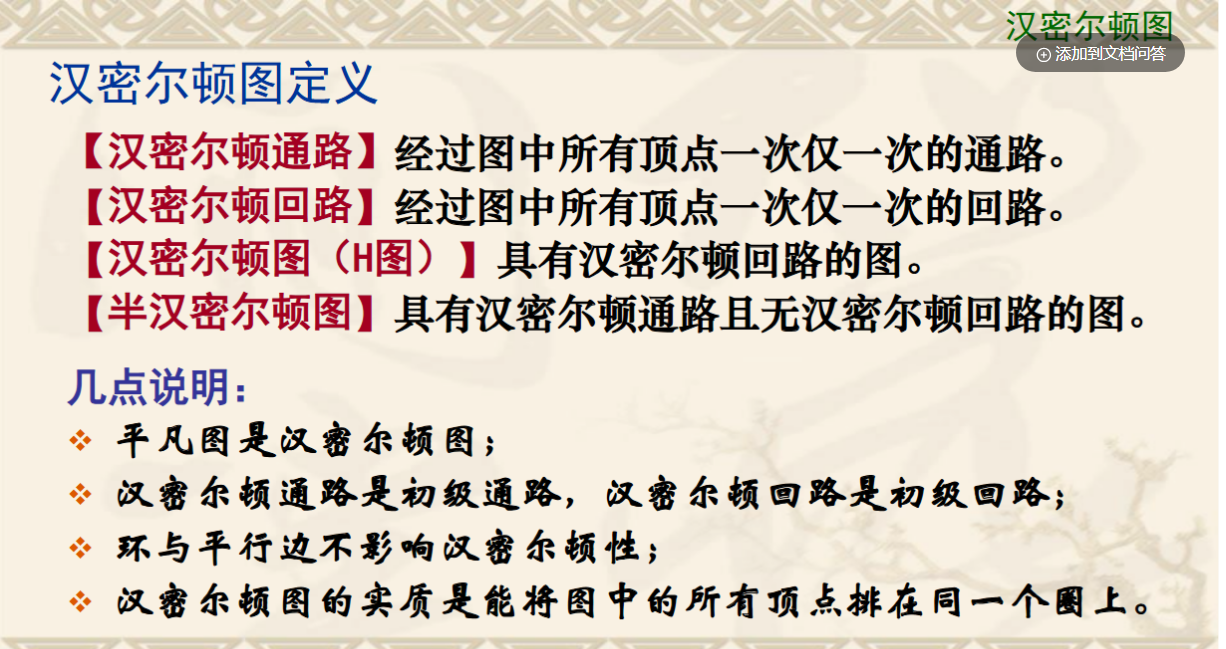 汉密尔顿图
添加到文档问答
汉密尔顿图定义
【汉密尔顿通路】经过图中所有顶点一次仅一次的通路。
【汉密尔顿回路】经过图中所有顶点一次仅一次的回路。
【汉密尔顿图（H图）】具有汉密尔顿回路的图。
【半汉密尔顿图】具有汉密尔顿通路且无汉密尔顿回路的图。
几点说明：
平凡图是汉密尔顿图；
汉密尔顿通路是初级通路，汉密尔顿回路是初级回路；
环与平行边不影响汉密尔顿性；
汉密尔顿图的实质是能将图中的所有顶点排在同一个圈上。